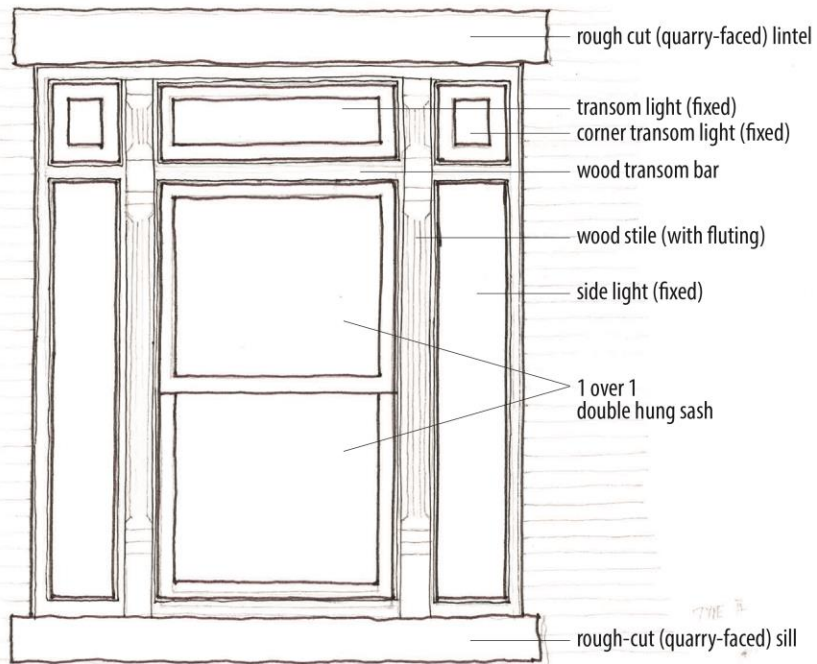 rough cut (quarry-faced) lintel
transom light (fixed)
corner transom light (fixed)
wood transom bar
wood stile (with fluting)
side light (fixed)
1 over 1
double hung sash
TYPE
rough-cut (quarry-faced) sill